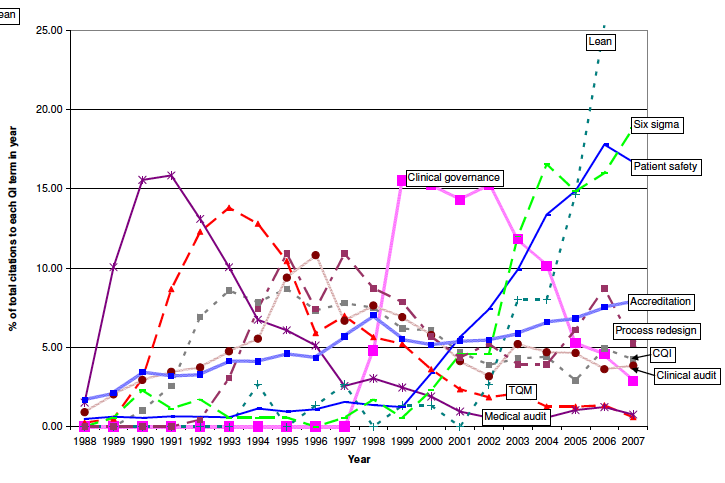 ean
25.00
20.00
15.00
10.00
5.00
0.00
% of total citations to each QI term in year
Lean
Six sigma
Patient safety
Clinical governance
Accreditation
Process redesign
CQI
Clinical audit
TQM
Medical audit
1988 1989 1990 1991 1992 1993 1994 1995 1996 1997 1998 1999 2000 2001 2002 2003 2004 2005 2006 2007
Year